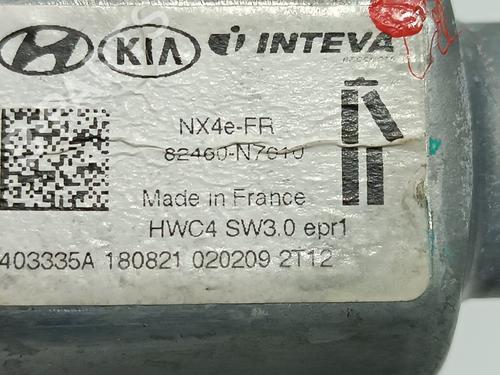 KIA INTEVA
NX4e-FR
82460-N7010
Made in France
HWC4 SW3.0 epr1
403335A 180821 020209 2T12